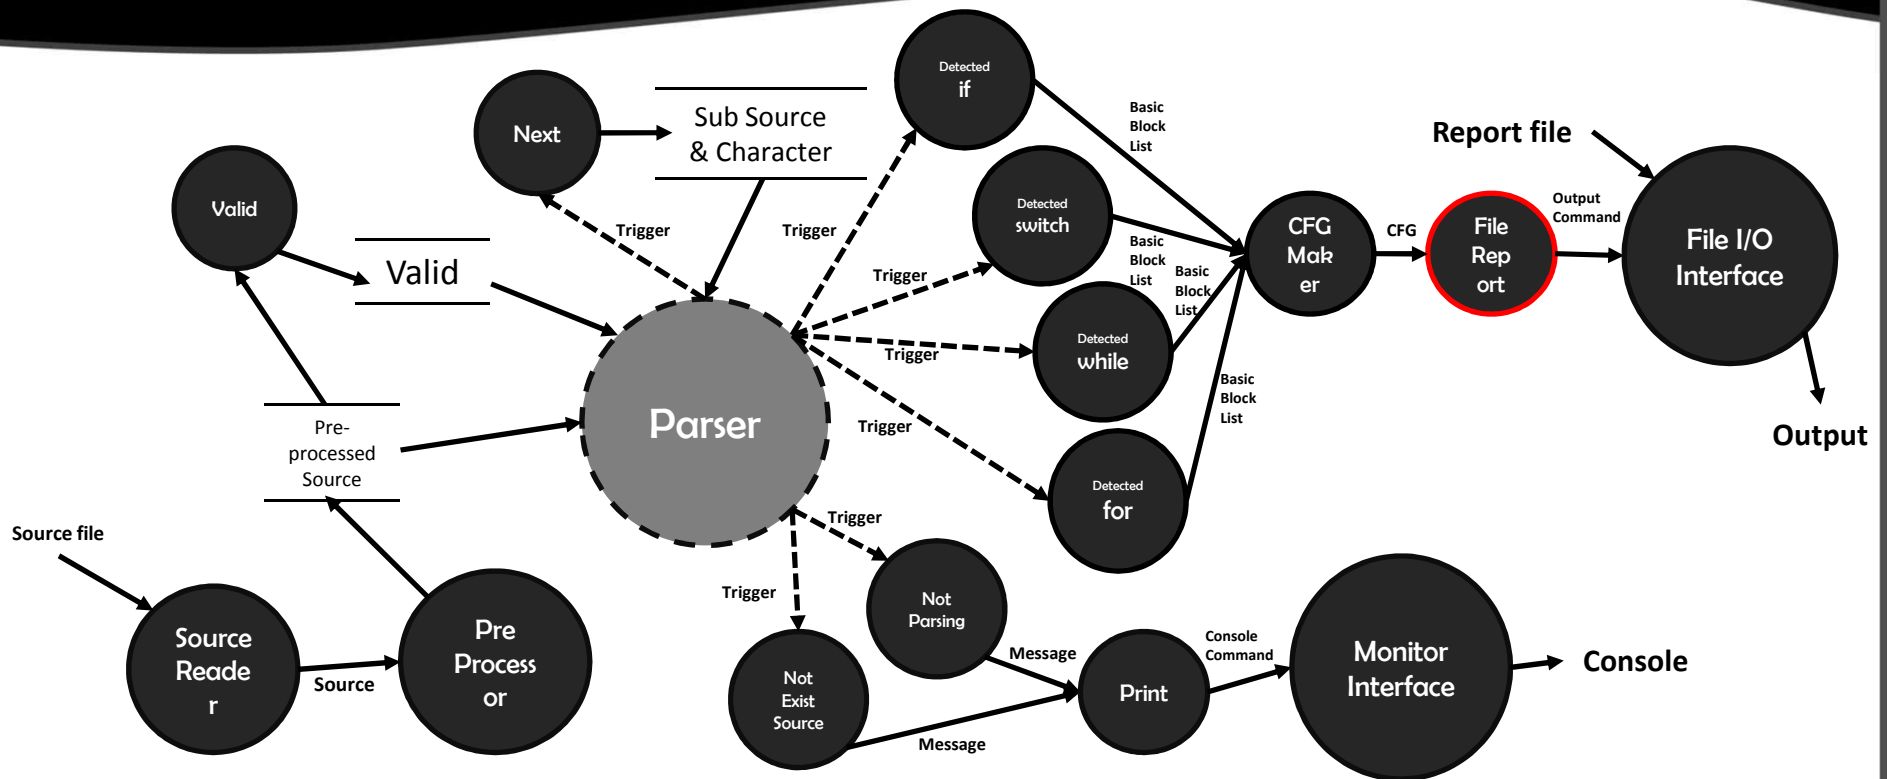 Detected
if
Basic
Block
List
Next
Sub Source
& Character
Report file
Valid
Trigger
Trigger
Detected
switch
Output
Command
CFG
Mak
er
CFG
File
Rep
ort
File I/O
Interface
Valid
Trigger
Basic
Block
List
Basic
Block
List
Detected
while
Trigger
Parser
Trigger
Basic
Block
List
Output
Pre-
processed
Source
Detected
for
Source file
Trigger
Trigger
Not
Parsing
Source
Reade
r
Source
Pre
Process
or
Not
Exist
Source
Message
Message
Print
Console
Command
Monitor
Interface
Console